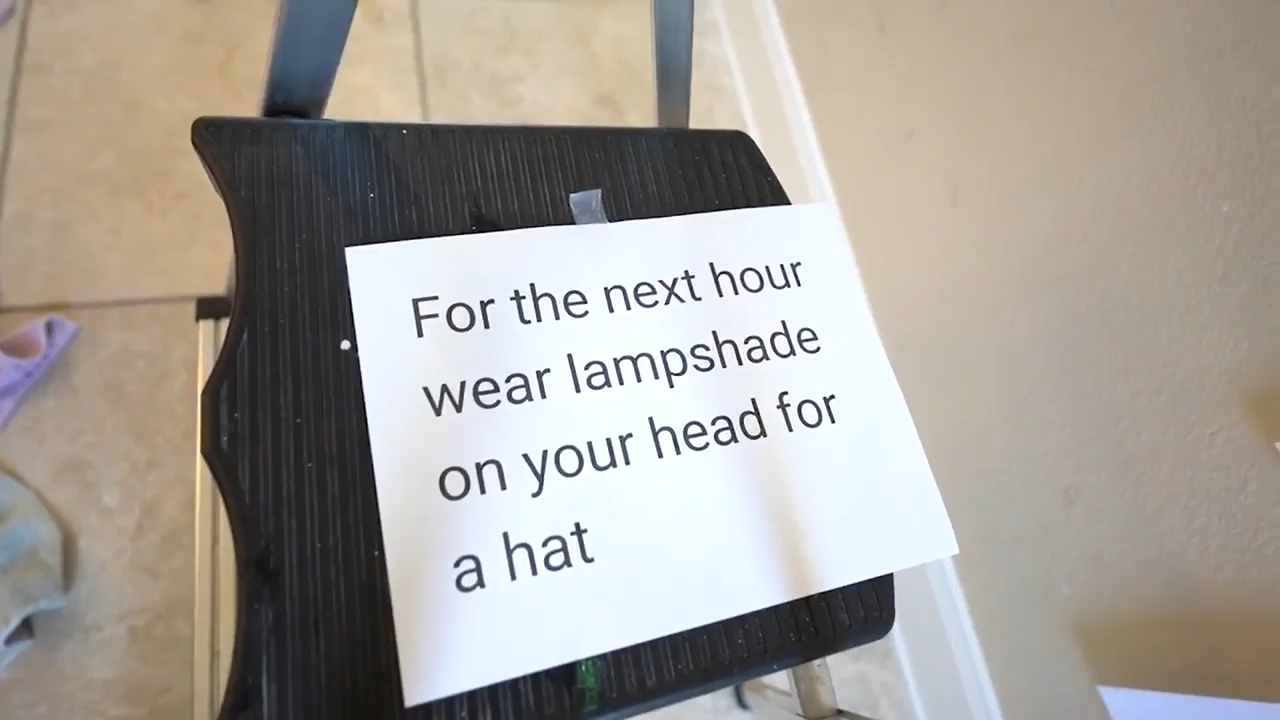 For the next hour
wear lampshade
on your head for
a hat